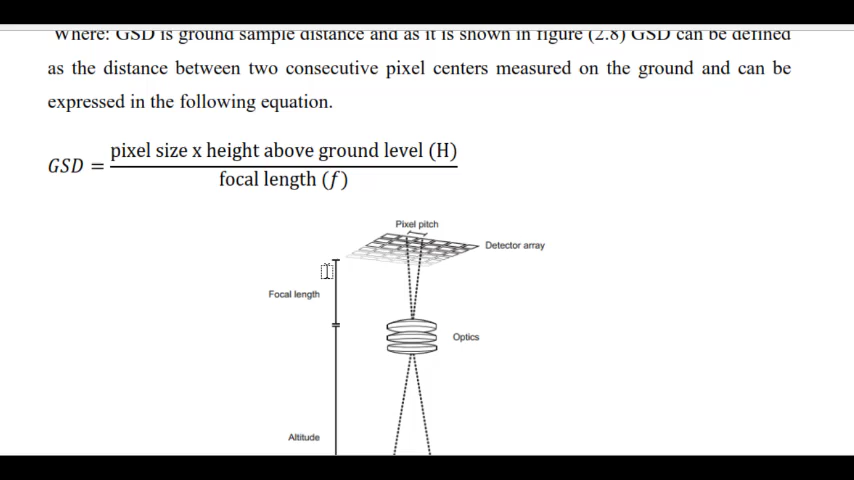 Where: GSD is ground sample distance and as it is shown in figure (2.8) GSD can be defined
as the distance between two consecutive pixel centers measured on the ground and can be
expressed in the following equation.
GSD = pixel size x height above ground level (H)
focal length (f)
Pixel pitch
Detector array
Focal length
Optics
Altitude